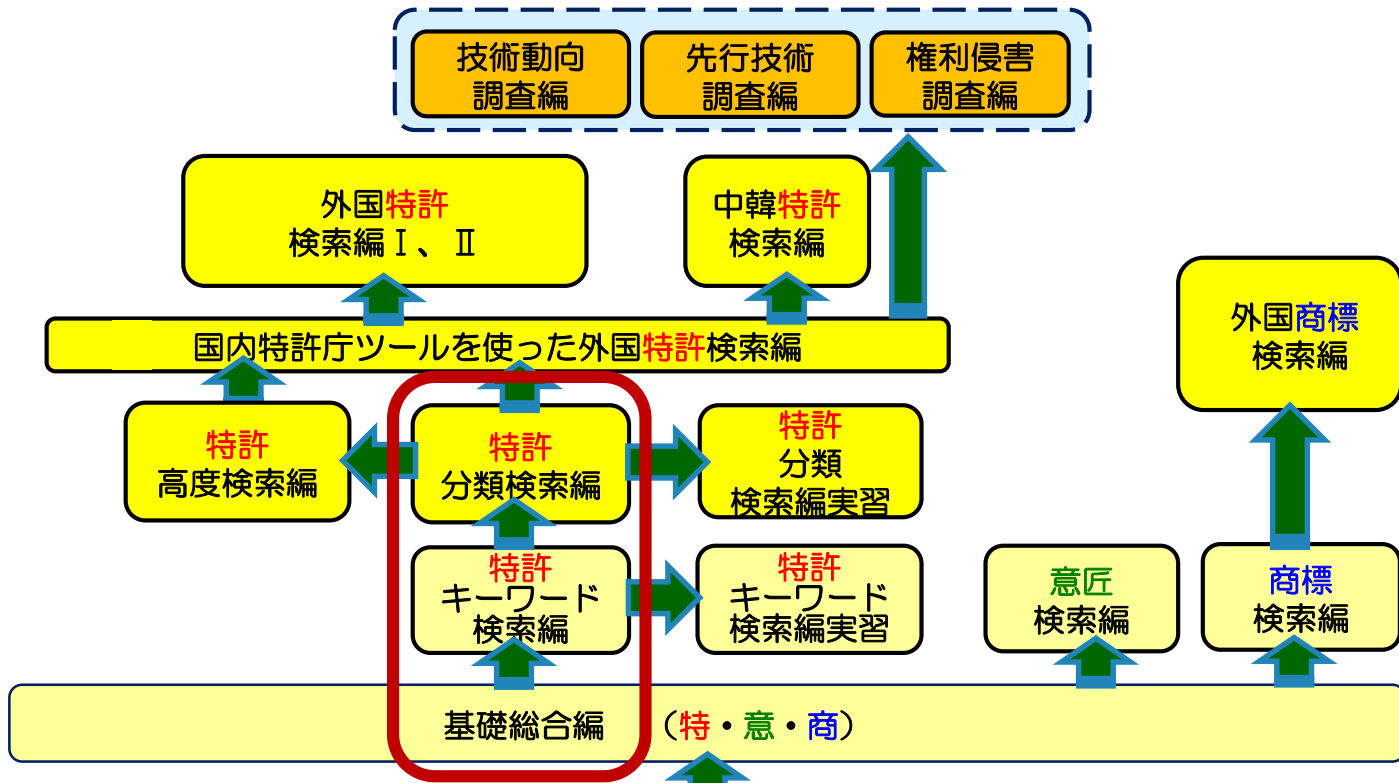 技術動向
調査編
先行技術
調査編
権利侵害
調査編
外国特許
検索編Ⅰ、Ⅱ
中韓特許
検索編
外国商標
検索編
国内特許庁ツールを使った外国特許検索編
特許
高度検索編
特許
分類検索編
特許
分類
検索編実習
特許
キーワード
検索編
特許
キーワード
検索編実習
意匠
検索編
商標
検索編
基礎総合編 （特・意・商）